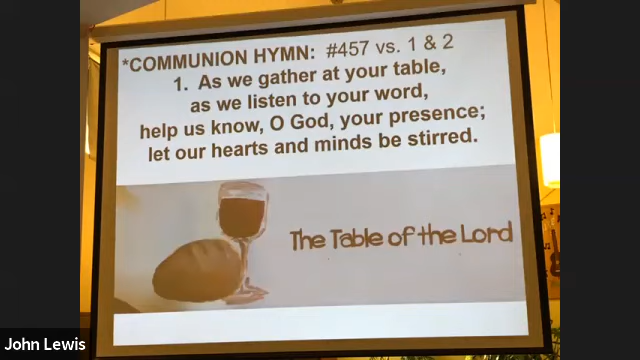 *COMMUNION HYMN: #457 vs. 1 & 2
1. As we gather at your table,
as we listen to your word,
help us know, O God, your presence;
let our hearts and minds be stirred.
The Table of the Lord
John Lewis